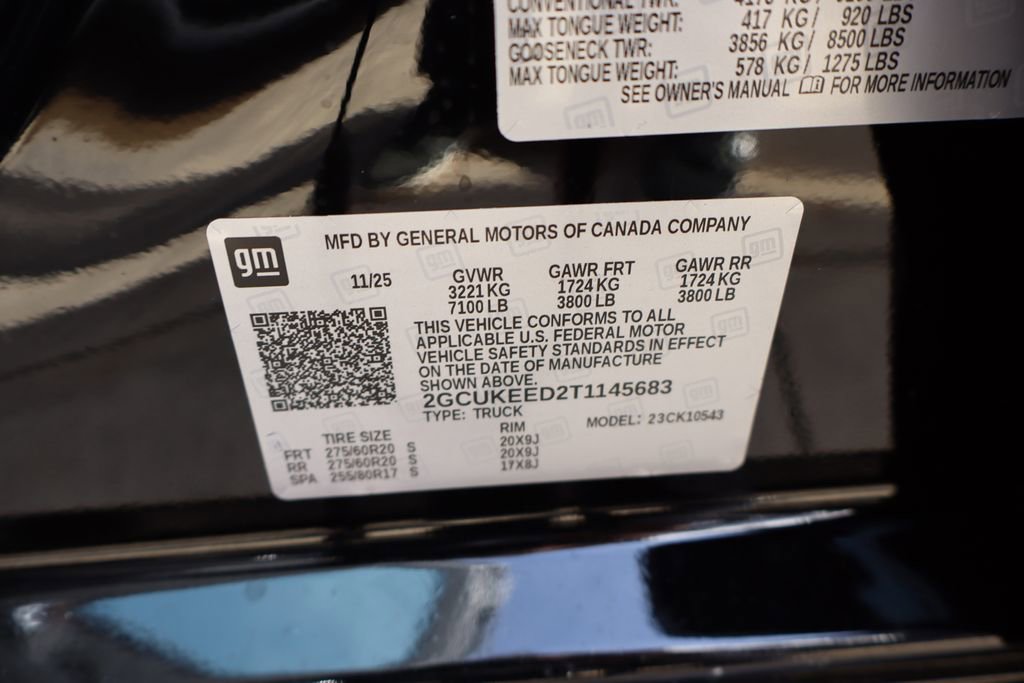 CONVENTIONAL TWR:
MAX TONGUE WEIGHT: 417 KG/ 920 LBS
GOOSENECK TWR: 3856 KG/ 8500 LBS
MAX TONGUE WEIGHT: 578 KG/ 1275 LBS
SEE OWNER'S MANUAL FOR MORE INFORMATION
gm
MFD BY GENERAL MOTORS OF CANADA COMPANY
11/25 GVWR GAWR FRT GAWR RR
3221 KG 1724 KG 1724 KG
7100 LB 3800 LB 3800 LB
THIS VEHICLE CONFORMS TO ALL
APPLICABLE U.S. FEDERAL MOTOR
VEHICLE SAFETY STANDARDS IN EFFECT
ON THE DATE OF MANUFACTURE
SHOWN ABOVE.
2GCUKEED2T1145683
TYPE: TRUCK MODEL: 23CK10543
TIRE SIZE RIM
FRT 275/60R20 S 20X9J
RR 275/60R20 S 20X9J
SPA 255/80R17 S 17X8J